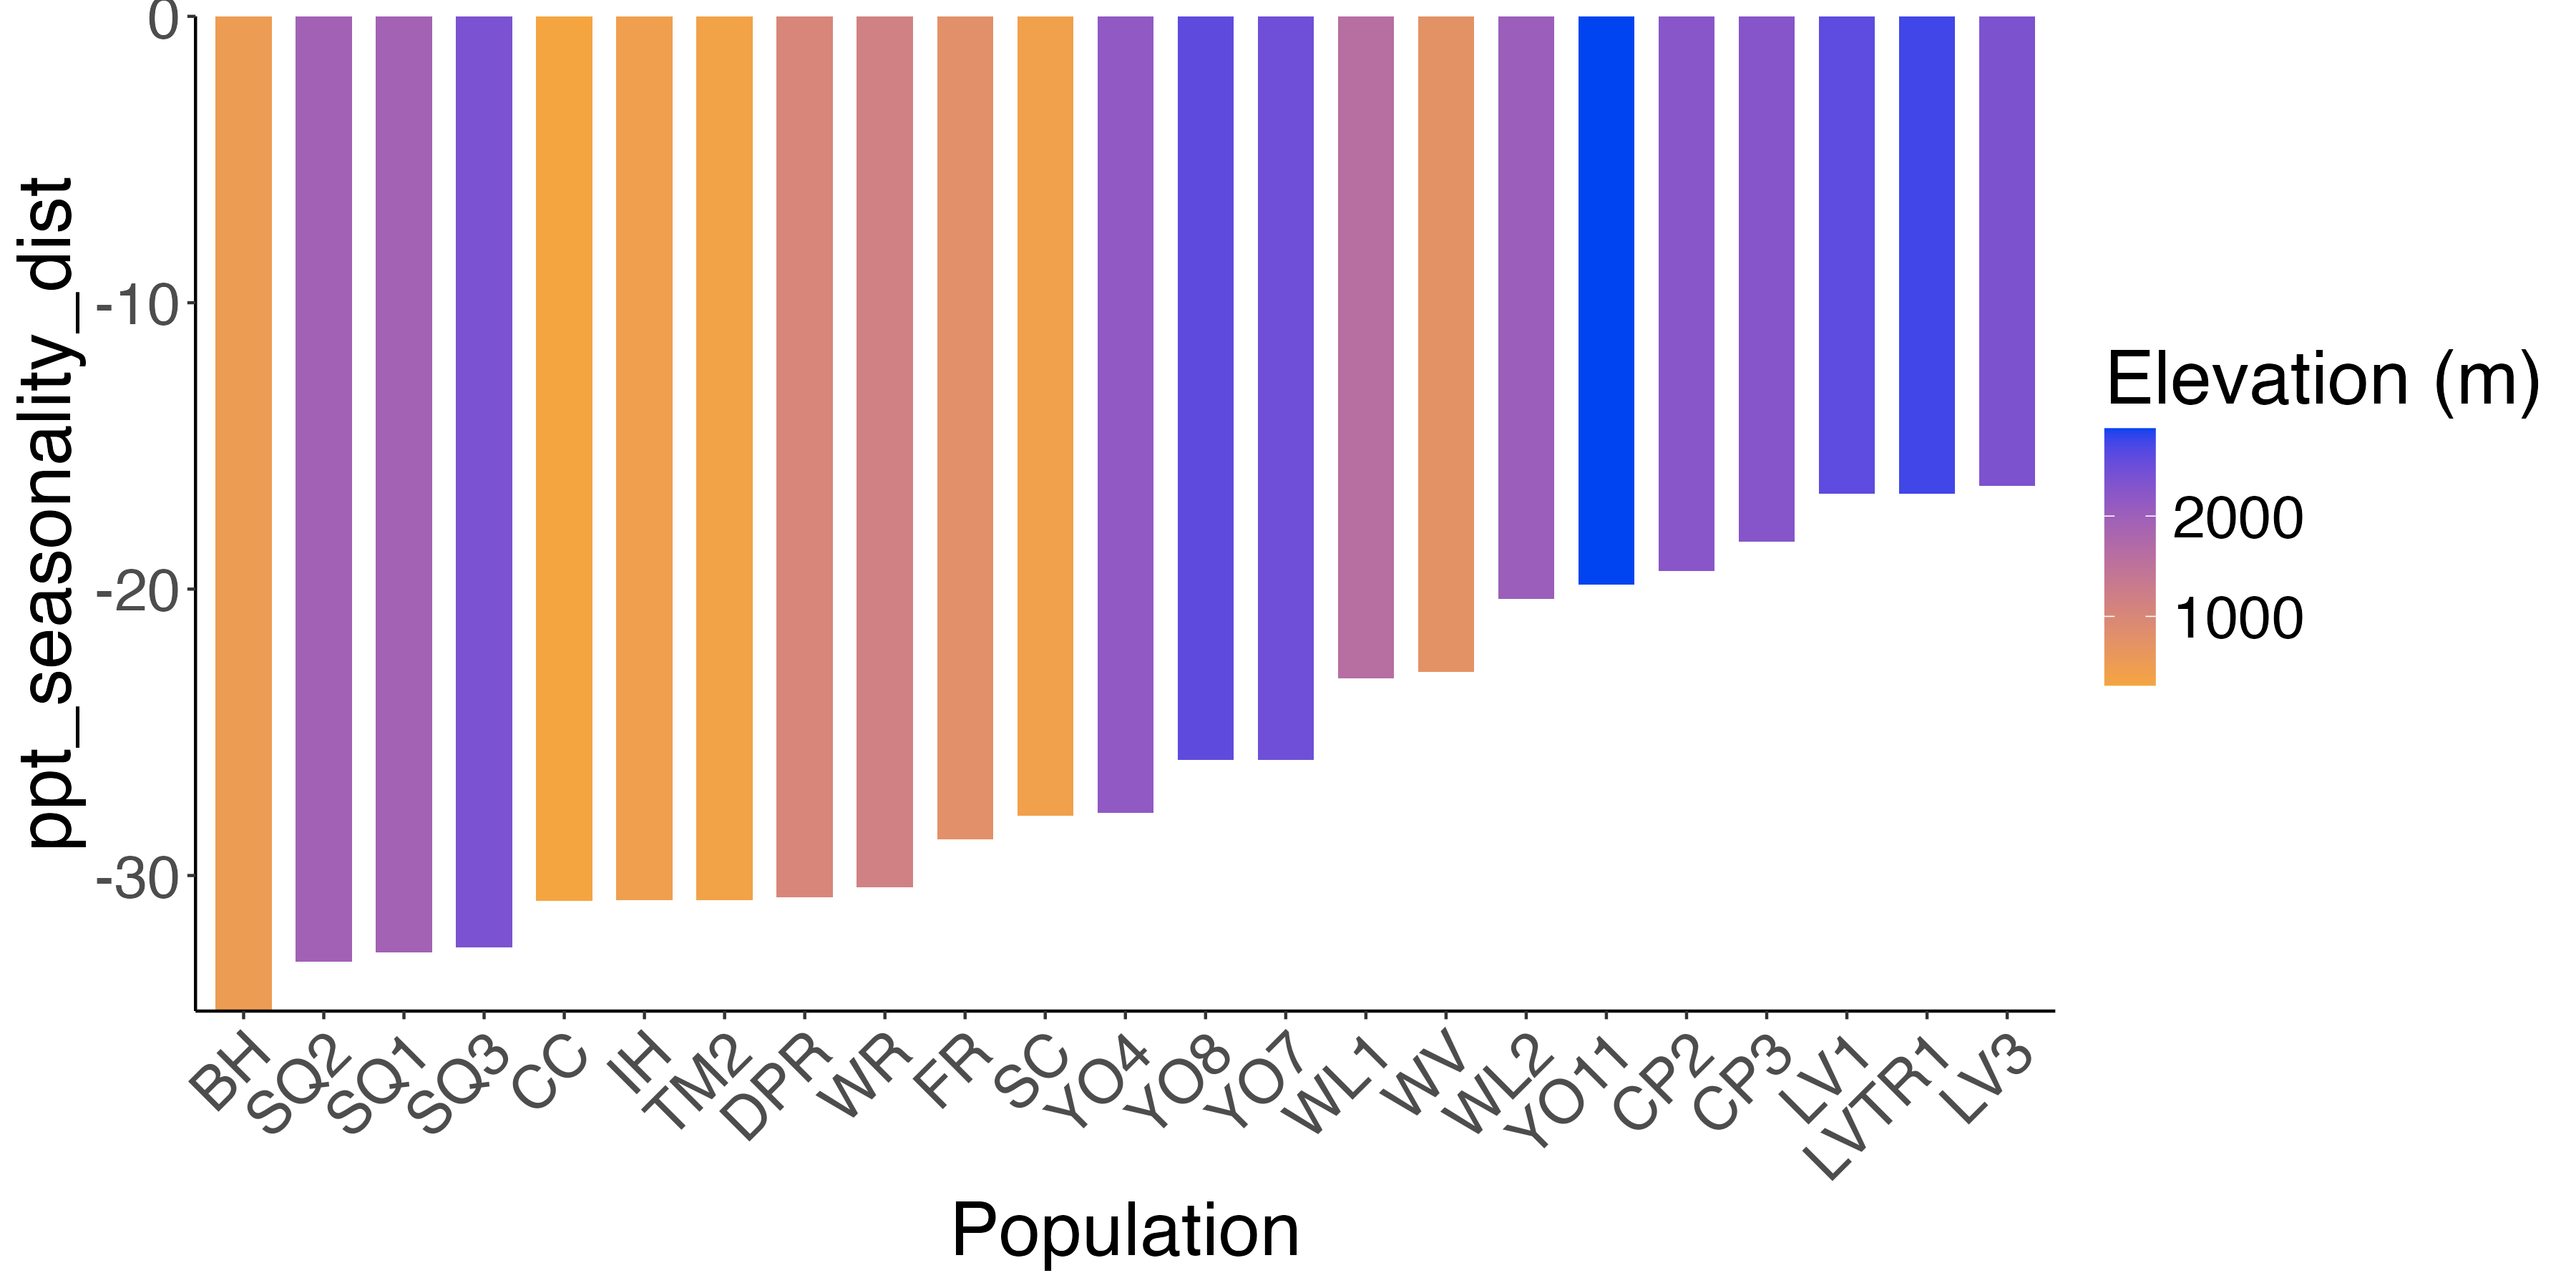 ppt_seasonality_dist
0
-10
-20
-30
BH
SQ2
SQ1
SQ3
CC
IH
TM2
DPR
WR
FR
SC
YO4
YO8
YO7
WL1
WV
WL2
YO11
CP2
CP3
LV1
LVTR1
LV3
Population
Elevation (m)
2000
1000